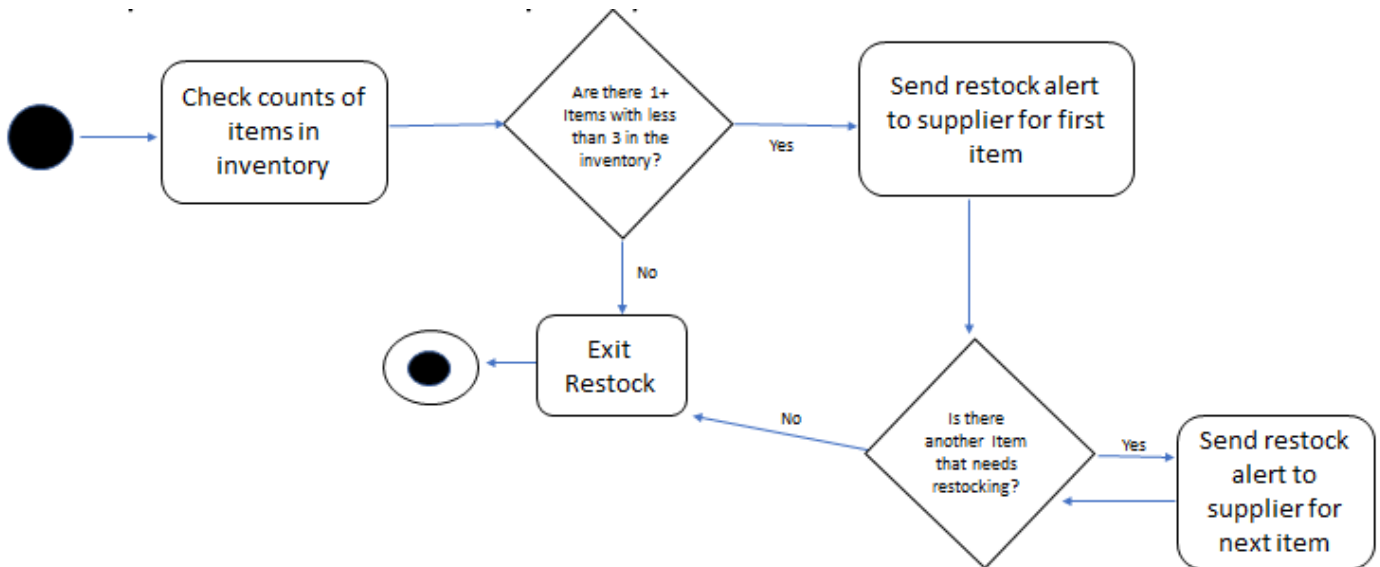 Check counts of
items in
inventory
Are there 1+
Items with less
than 3 in the
inventory?
Yes
Send restock alert
to supplier for first
item
No
Exit
Restock
No
Is there
another Item
that needs
restocking?
Yes
Send restock
alert to
supplier for
next item